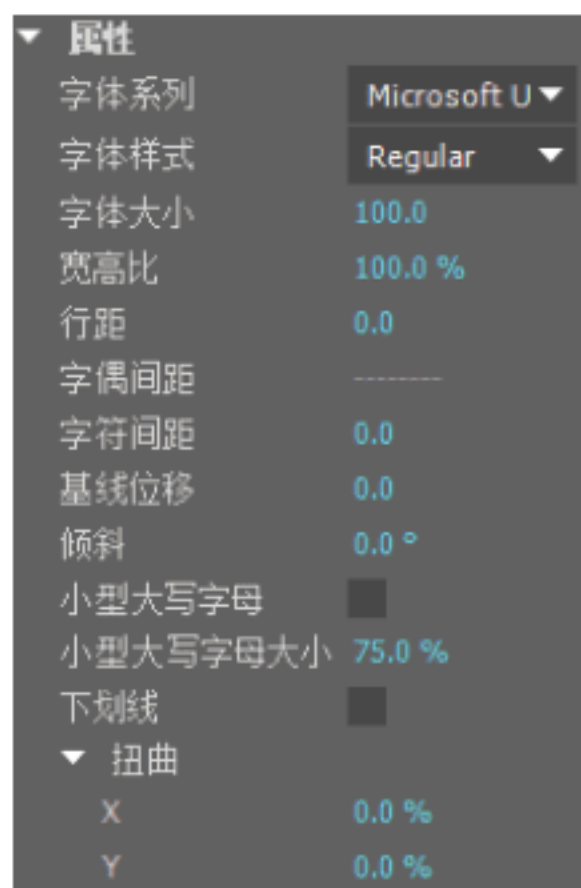 属性
字体系列 Microsoft U
字体样式 Regular
字体大小 100.0
宽高比 100.0 %
行距 0.0
字偶间距 --------
字符间距 0.0
基线位移 0.0
倾斜 0.0 °
小型大写字母
小型大写字母大小 75.0 %
下划线
扭曲
X 0.0 %
Y 0.0 %